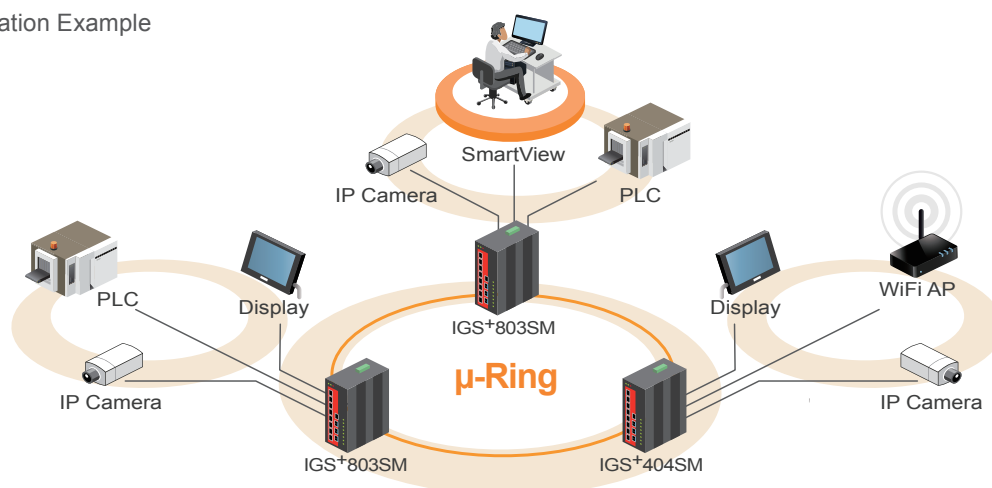 ation Example
SmartView
IP Camera
PLC
IGS+803SM
PLC
Display
IP Camera
IGS+803SM
µ-Ring
Display
WiFi AP
IP Camera
IGS+404SM